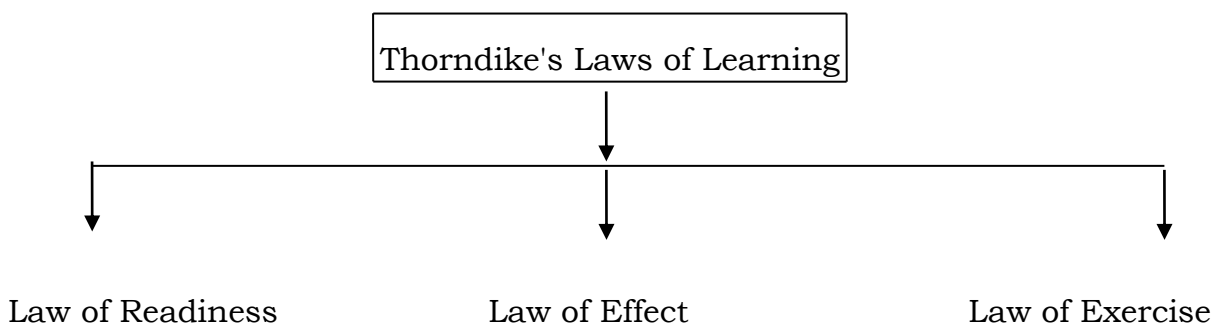 Thorndike's Laws of Learning
Law of Readiness
Law of Effect
Law of Exercise